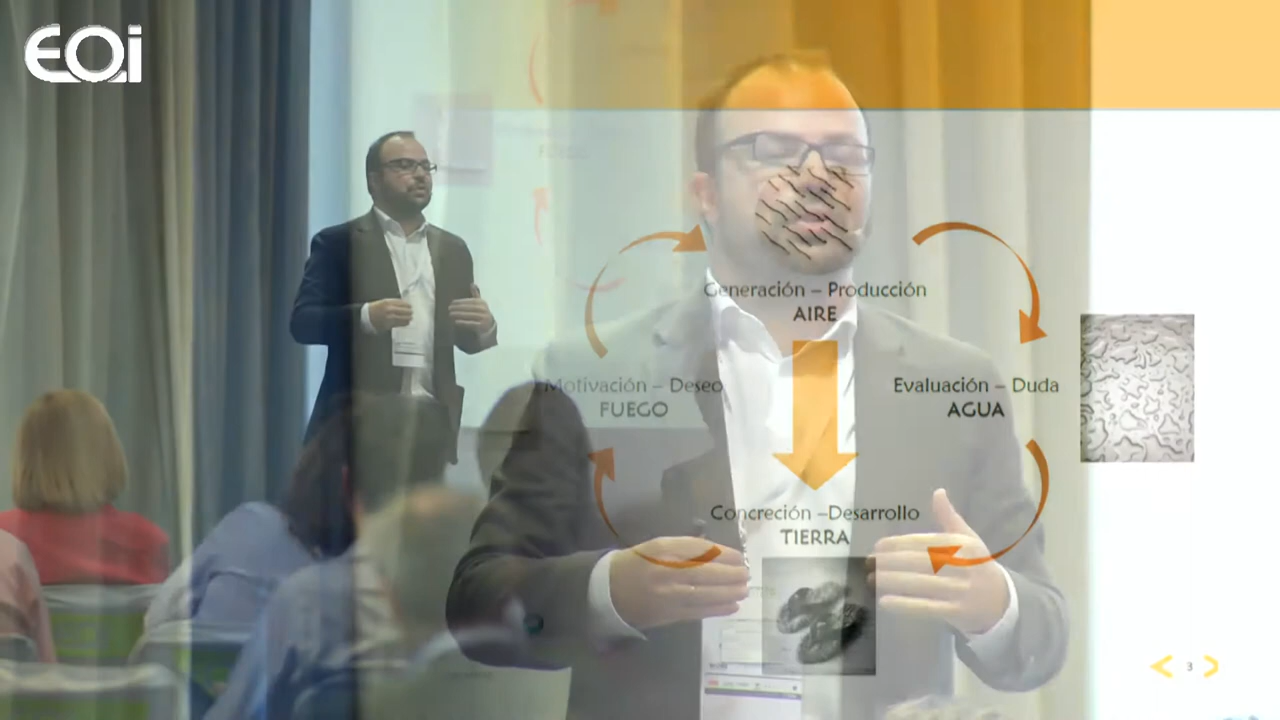 EOi
Generación – Producción
AIRE
Motivación – Deseo
FUEGO
Evaluación – Duda
AGUA
Concreción –Desarrollo
TIERRA
3